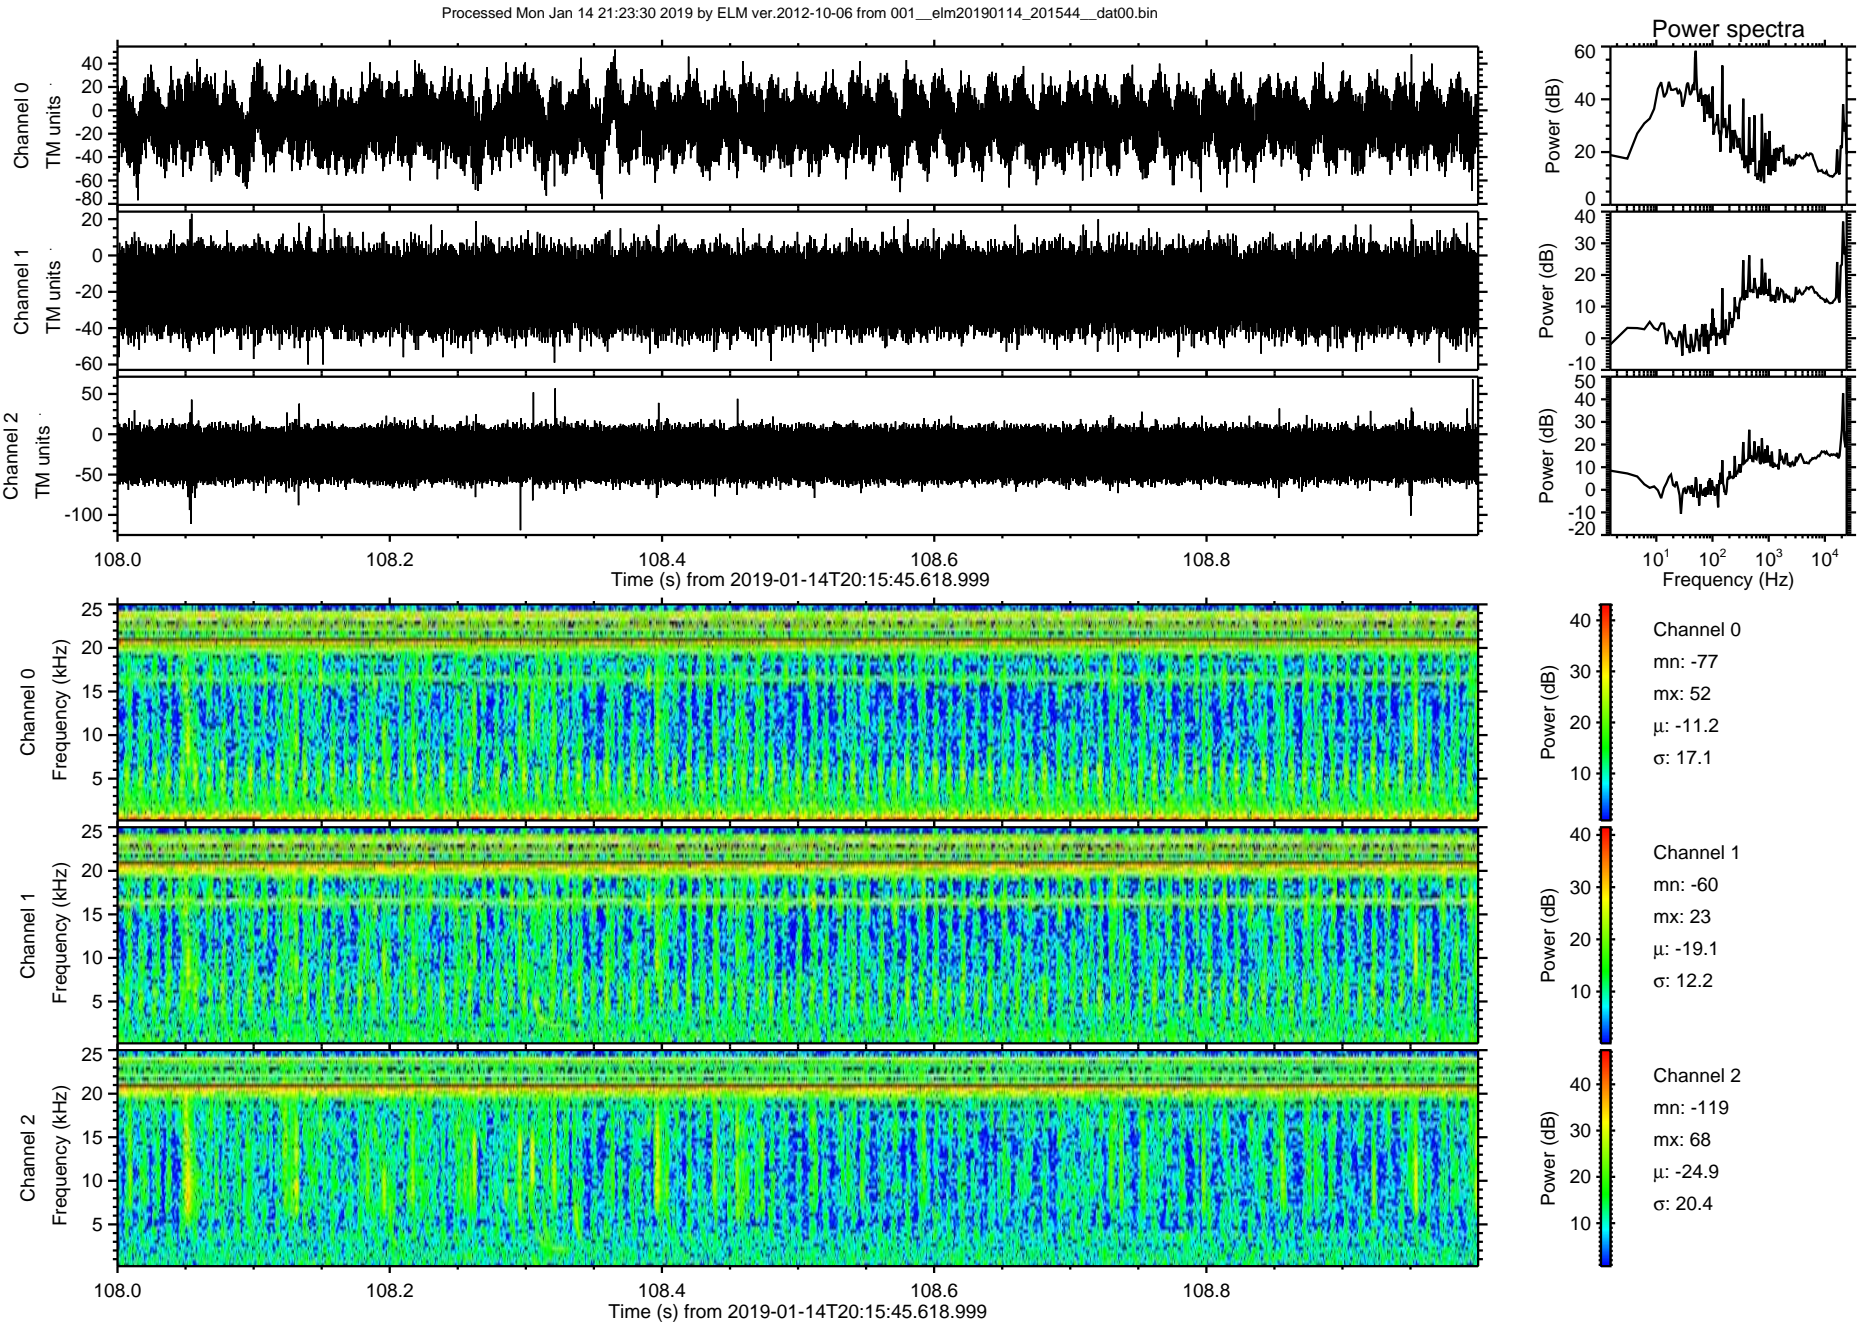 Processed Mon Jan 14 21:23:30 2019 by ELM ver.2012-10-06 from 001__elm20190114_201544__dat00.bin
Power spectra
Channel 0
TM units
40
20
0
-20
-40
-60
-80
Power (dB)
60
40
20
0
Channel 1
TM units
20
0
-20
-40
-60
Power (dB)
40
30
20
10
0
-10
Channel 2
TM units
50
0
-50
-100
Power (dB)
50
40
30
20
10
0
-10
-20
108.0 108.2 108.4 108.6 108.8
Time (s) from 2019-01-14T20:15:45.618.999
10¹ 10² 10³ 10⁴
Frequency (Hz)
Channel 0
Frequency (kHz)
25
20
15
10
5
Power (dB)
40
30
20
10
Channel 0
mn: -77
mx: 52
µ: -11.2
σ: 17.1
Channel 1
Frequency (kHz)
25
20
15
10
5
Power (dB)
40
30
20
10
Channel 1
mn: -60
mx: 23
µ: -19.1
σ: 12.2
Channel 2
Frequency (kHz)
25
20
15
10
5
Power (dB)
40
30
20
10
Channel 2
mn: -119
mx: 68
µ: -24.9
σ: 20.4
108.0 108.2 108.4 108.6 108.8
Time (s) from 2019-01-14T20:15:45.618.999